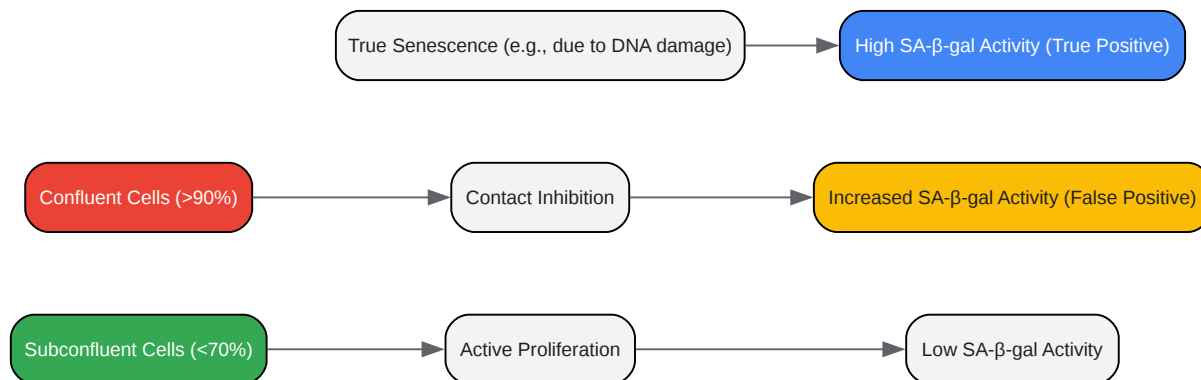 True Senescence (e.g., due to DNA damage)
High SA-β-gal Activity (True Positive)
Confluent Cells (>90%)
Contact Inhibition
Increased SA-β-gal Activity (False Positive)
Subconfluent Cells (<70%)
Active Proliferation
Low SA-β-gal Activity